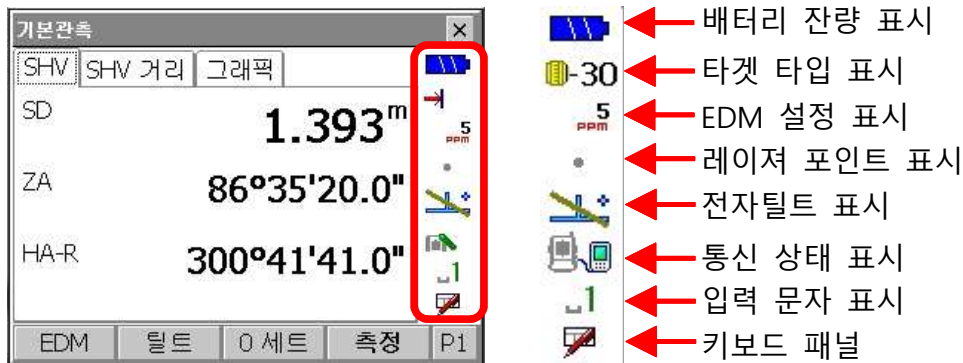 기본관측
SHV SHV 거리 그래픽
SD 1.393m
5
PPM
ZA 86º35'20.0"
HA-R 300º41'41.0"
1
EDM 틸트 0 세트 측정 P1
배터리 잔량 표시
-30 타겟 타입 표시
5
PPM EDM 설정 표시
레이져 포인트 표시
전자틸트 표시
통신 상태 표시
1 입력 문자 표시
키보드 패널